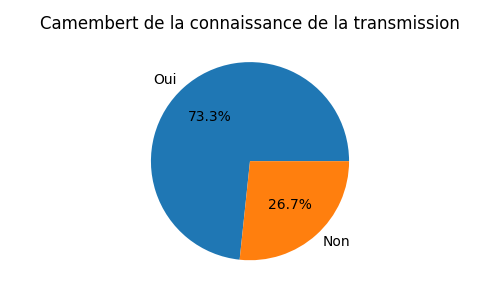 Camembert de la connaissance de la transmission
Oui
73.3%
26.7%
Non